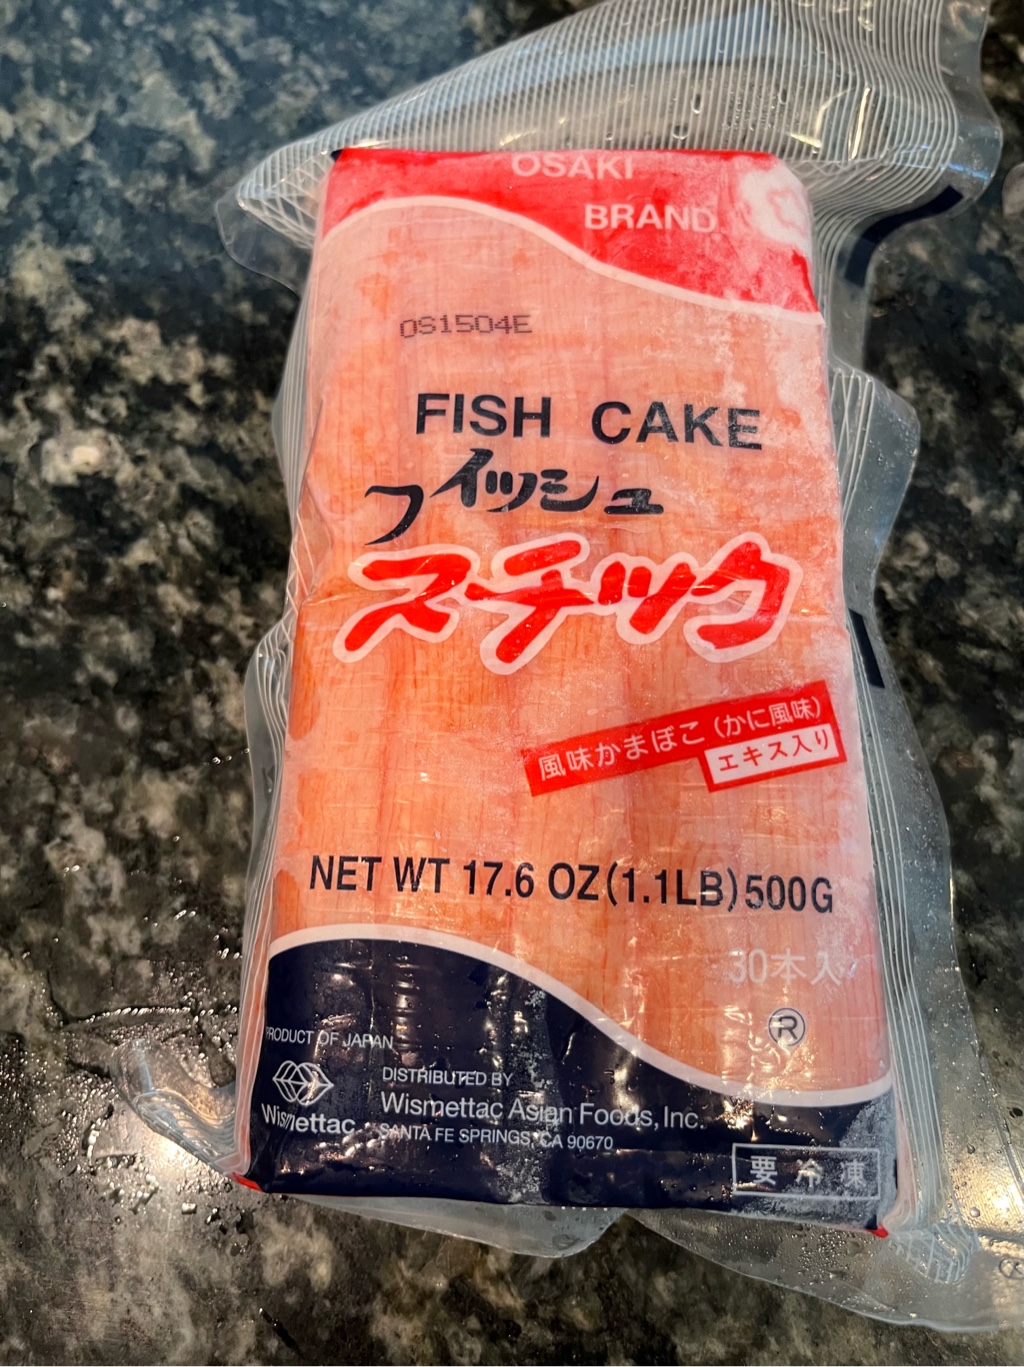 OSAKI
BRAND
OS1504E
FISH CAKE
フィッシュ
スチック
風味かまぼこ（かに風味）
エキス入り
NET WT 17.6 OZ(1.1LB)500G
30本入
R
PRODUCT OF JAPAN
Wismettac
DISTRIBUTED BY
Wismettac Asian Foods, Inc.
SANTA FE SPRINGS, CA 90670
要冷凍